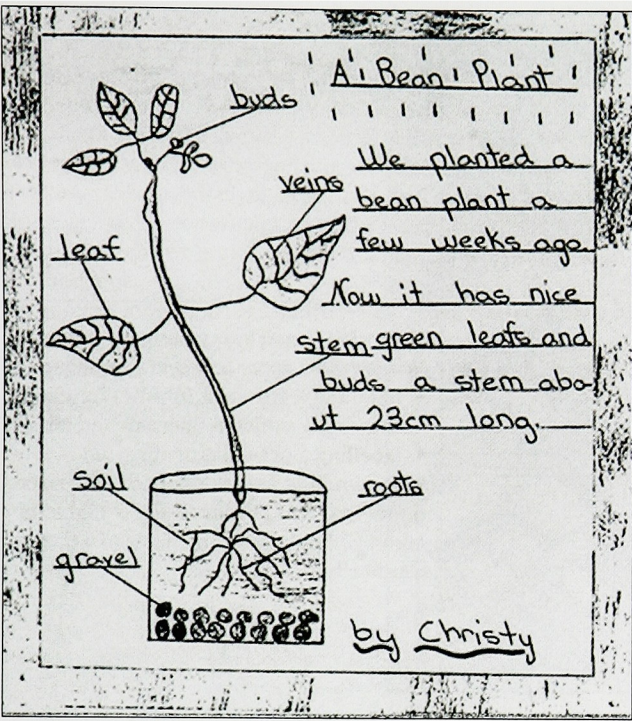 A Bean Plant
buds
We planted a
veins
bean plant a
few weeks ago.
leaf
Now it has nice
stem
green leafs and
buds a stem abo
ut 23cm long.
soil
roots
gravel
by Christy